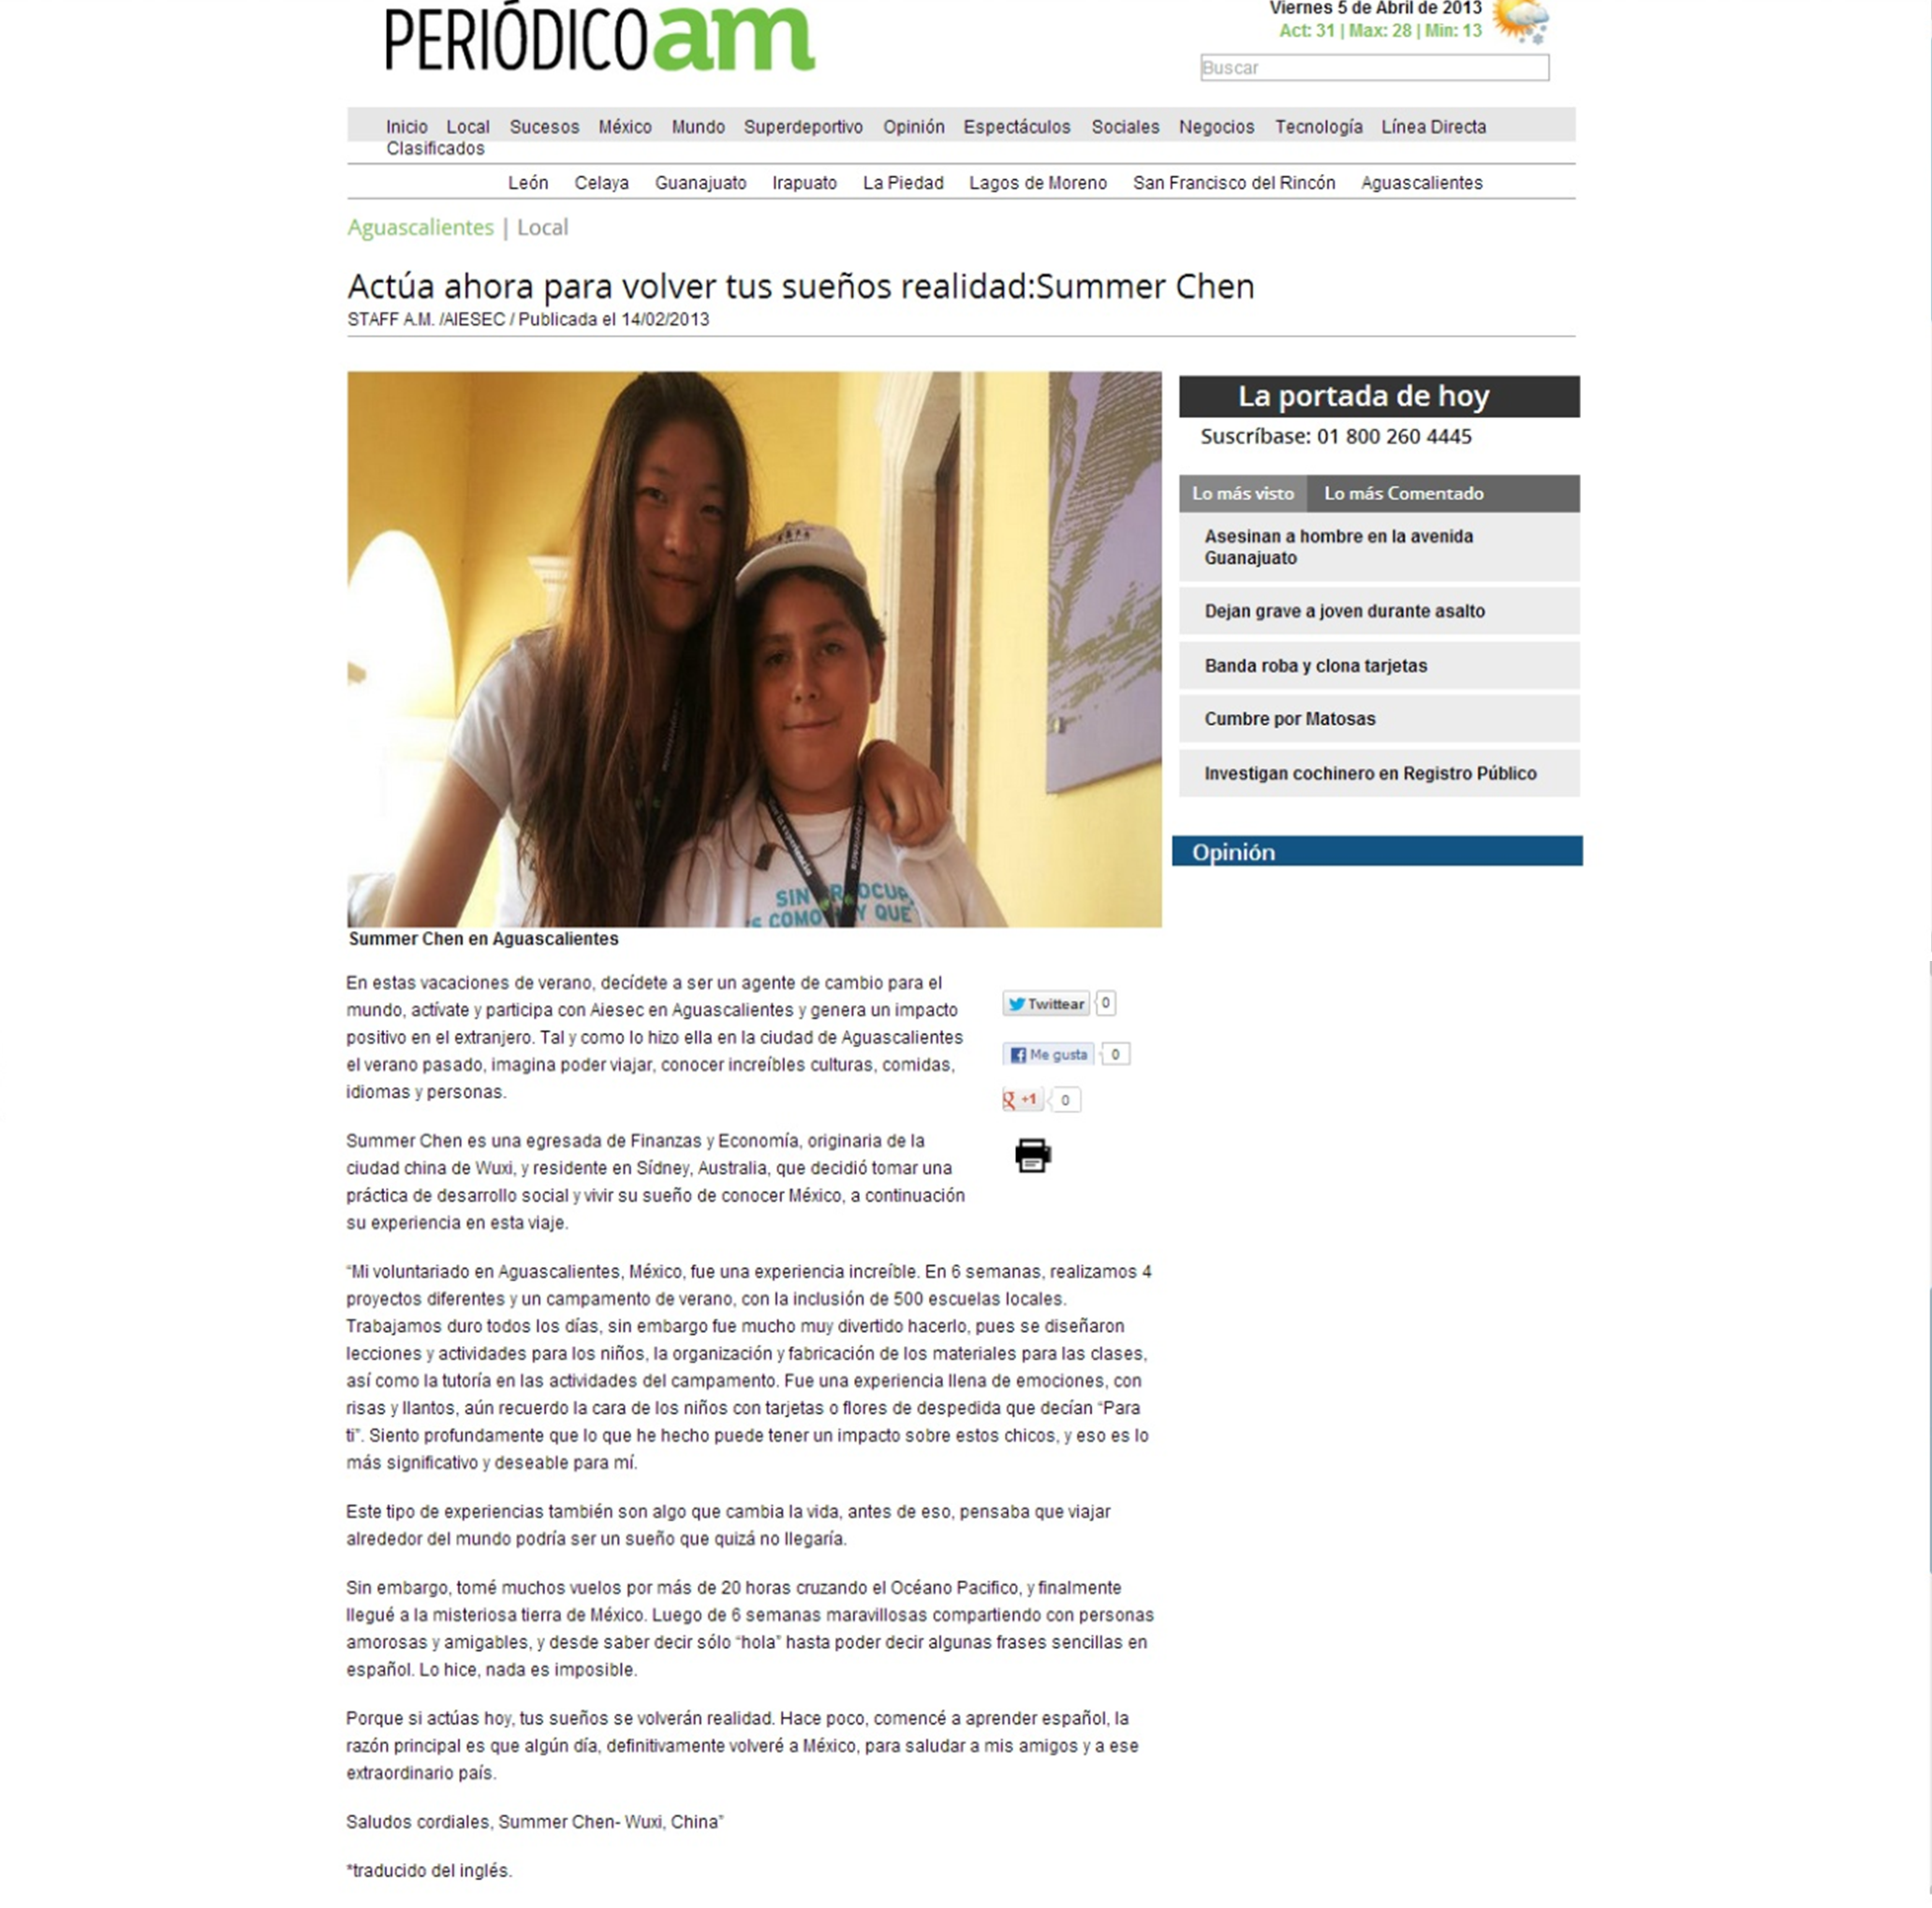 PERIÓDICO am
Viernes 5 de Abril de 2013
Act: 31 | Max: 28 | Min: 13
Buscar
Inicio Local Sucesos México Mundo Superdeportivo Opinión Espectáculos Sociales Negocios Tecnología Línea Directa
Clasificados
León Celaya Guanajuato Irapuato La Piedad Lagos de Moreno San Francisco del Rincón Aguascalientes
Aguascalientes | Local
Actúa ahora para volver tus sueños realidad:Summer Chen
STAFF A.M. /AIESEC / Publicada el 14/02/2013
La portada de hoy
Suscríbase: 01 800 260 4445
Lo más visto Lo más Comentado
Asesinan a hombre en la avenida
Guanajuato
Dejan grave a joven durante asalto
Banda roba y clona tarjetas
Cumbre por Matosas
Investigan cochinero en Registro Público
Opinión
la experiencia
SIN
COMO Y QUE
Summer Chen en Aguascalientes
En estas vacaciones de verano, decídete a ser un agente de cambio para el
mundo, actívate y participa con Aiesec en Aguascalientes y genera un impacto
positivo en el extranjero. Tal y como lo hizo ella en la ciudad de Aguascalientes
el verano pasado, imagina poder viajar, conocer increíbles culturas, comidas,
idiomas y personas.
Twittear 0
Me gusta 0
g +1 0
Summer Chen es una egresada de Finanzas y Economía, originaria de la
ciudad china de Wuxi, y residente en Sídney, Australia, que decidió tomar una
práctica de desarrollo social y vivir su sueño de conocer México, a continuación
su experiencia en esta viaje.
“Mi voluntariado en Aguascalientes, México, fue una experiencia increíble. En 6 semanas, realizamos 4
proyectos diferentes y un campamento de verano, con la inclusión de 500 escuelas locales.
Trabajamos duro todos los días, sin embargo fue mucho muy divertido hacerlo, pues se diseñaron
lecciones y actividades para los niños, la organización y fabricación de los materiales para las clases,
así como la tutoría en las actividades del campamento. Fue una experiencia llena de emociones, con
risas y llantos, aún recuerdo la cara de los niños con tarjetas o flores de despedida que decían “Para
ti”. Siento profundamente que lo que he hecho puede tener un impacto sobre estos chicos, y eso es lo
más significativo y deseable para mí.
Este tipo de experiencias también son algo que cambia la vida, antes de eso, pensaba que viajar
alrededor del mundo podría ser un sueño que quizá no llegaría.
Sin embargo, tomé muchos vuelos por más de 20 horas cruzando el Océano Pacifico, y finalmente
llegué a la misteriosa tierra de México. Luego de 6 semanas maravillosas compartiendo con personas
amorosas y amigables, y desde saber decir sólo “hola” hasta poder decir algunas frases sencillas en
español. Lo hice, nada es imposible.
Porque si actúas hoy, tus sueños se volverán realidad. Hace poco, comencé a aprender español, la
razón principal es que algún día, definitivamente volveré a México, para saludar a mis amigos y a ese
extraordinario país.
Saludos cordiales, Summer Chen- Wuxi, China”
*traducido del inglés.